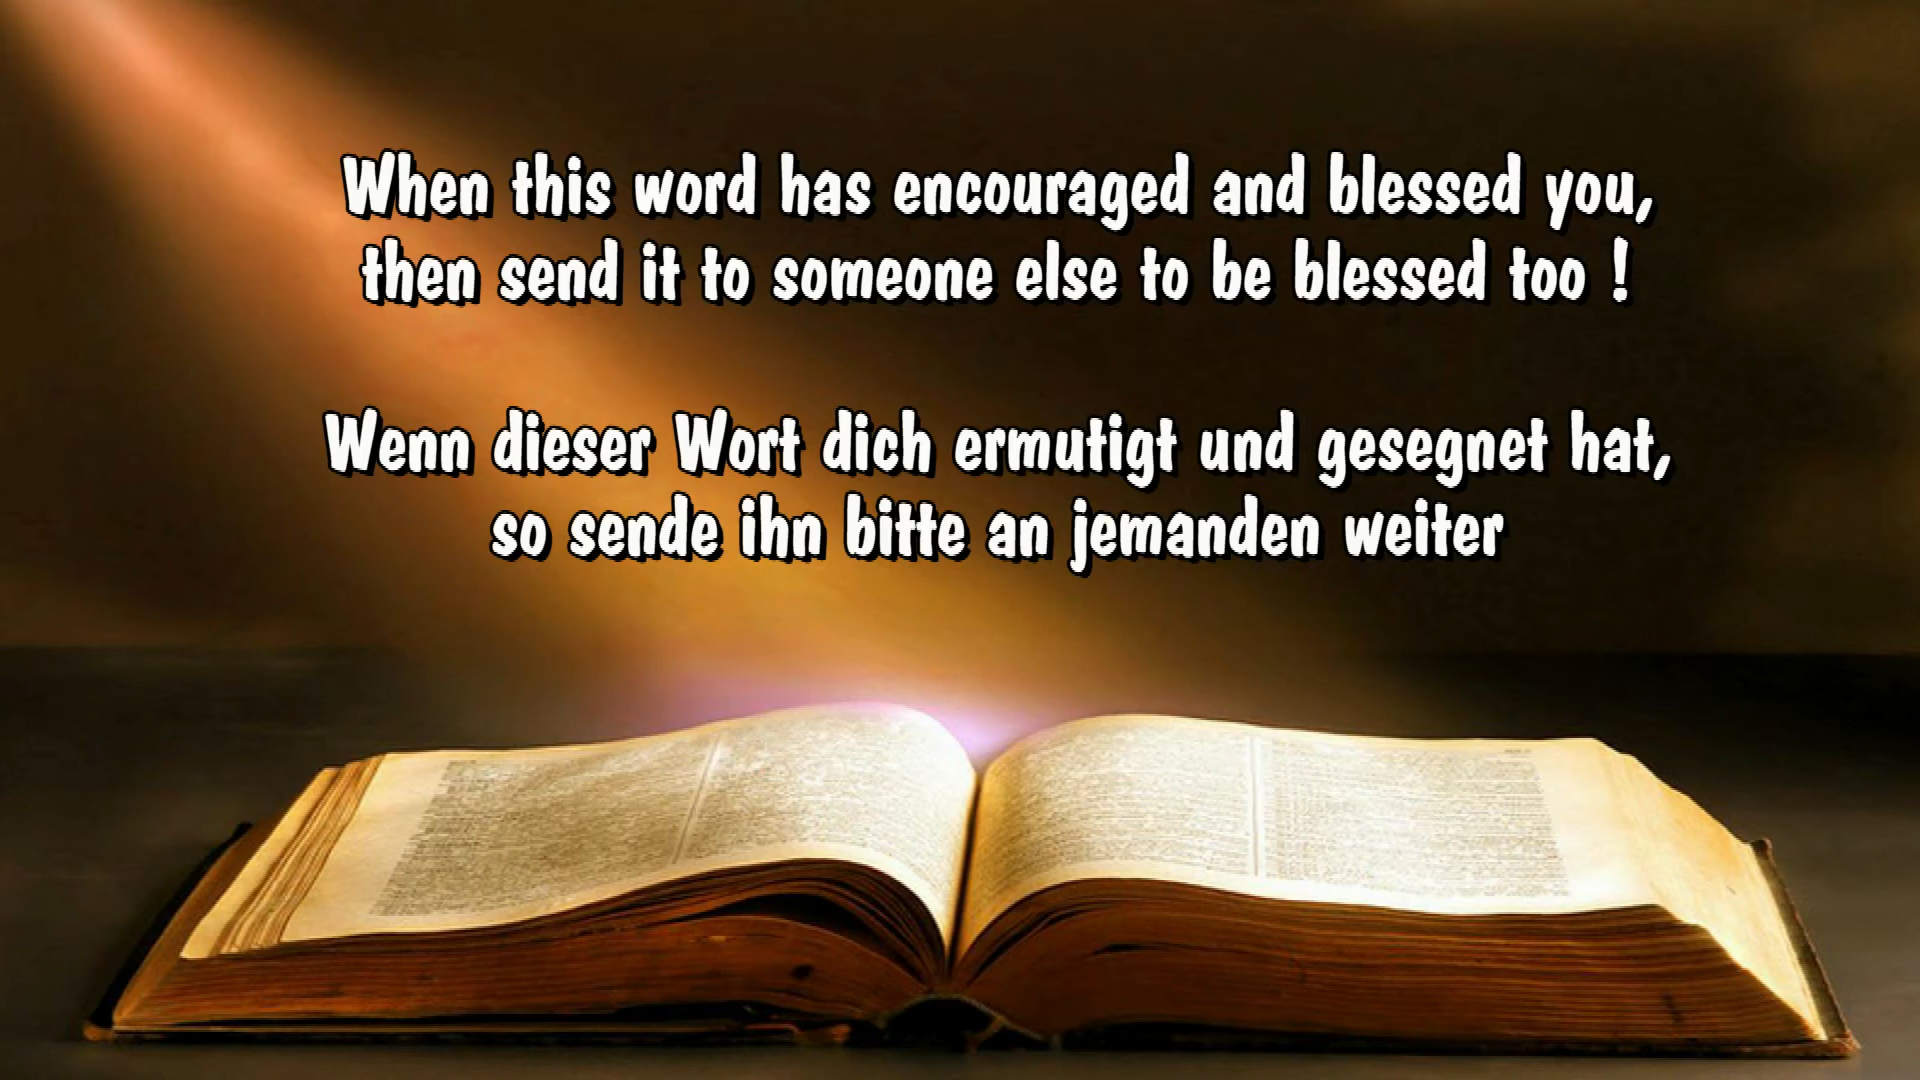 When this word has encouraged and blessed you,
then send it to someone else to be blessed too !
Wenn dieser Wort dich ermutigt und gesegnet hat,
so sende ihn bitte an jemanden weiter